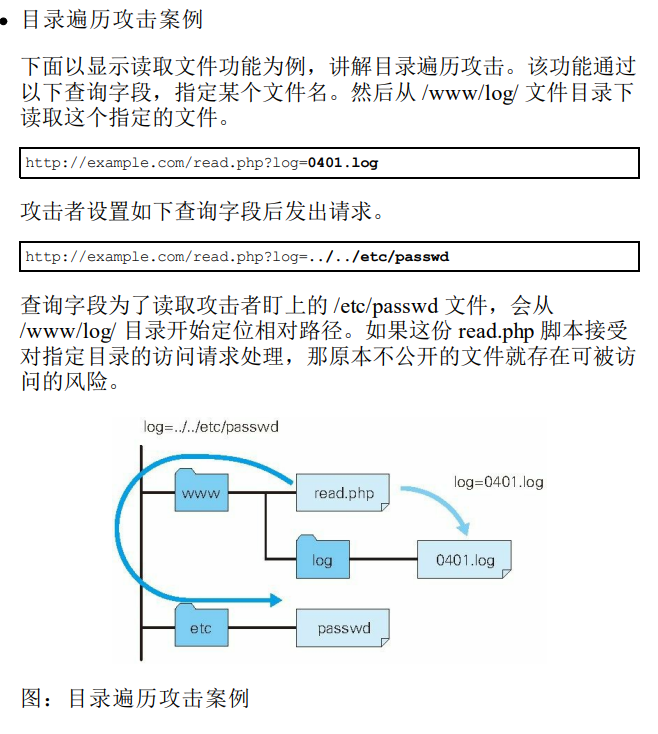 目录遍历攻击案例
下面以显示读取文件功能为例，讲解目录遍历攻击。该功能通过
以下查询字段，指定某个文件名。然后从 /www/log/ 文件目录下
读取这个指定的文件。
http://example.com/read.php?log=0401.log
攻击者设置如下查询字段后发出请求。
http://example.com/read.php?log=../../etc/passwd
查询字段为了读取攻击者盯上的 /etc/passwd 文件，会从
/www/log/ 目录开始定位相对路径。如果这份 read.php 脚本接受
对指定目录的访问请求处理，那原本不公开的文件就存在可被访
问的风险。
log=../../etc/passwd
www
read.php
log=0401.log
log
0401.log
etc
passwd
图：目录遍历攻击案例